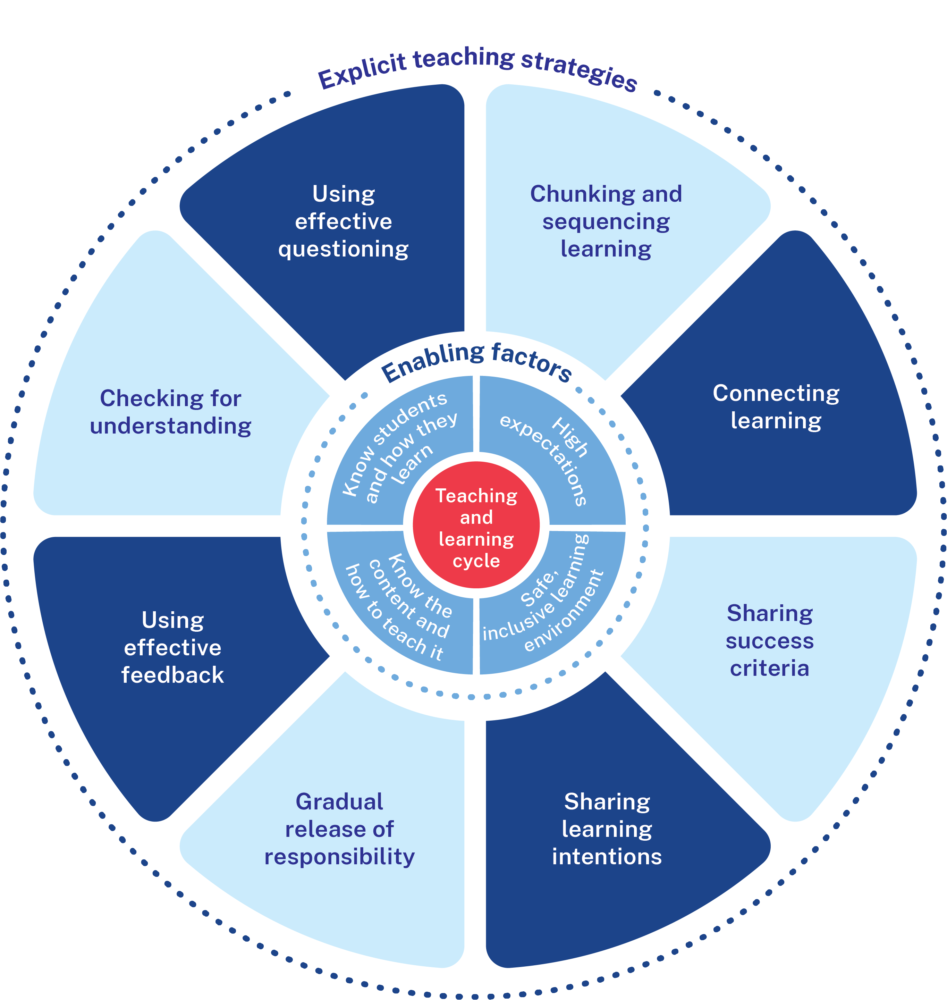 Explicit teaching strategies
Using
effective
questioning
Chunking and
sequencing
learning
Connecting
learning
Sharing
success
criteria
Sharing
learning
intentions
Gradual
release of
responsibility
Using
effective
feedback
Checking for
understanding
Enabling factors
Know students
and how they
learn
High
expectations
Safe,
inclusive learning
environment
Know the
content and
how to teach it
Teaching
and
learning
cycle